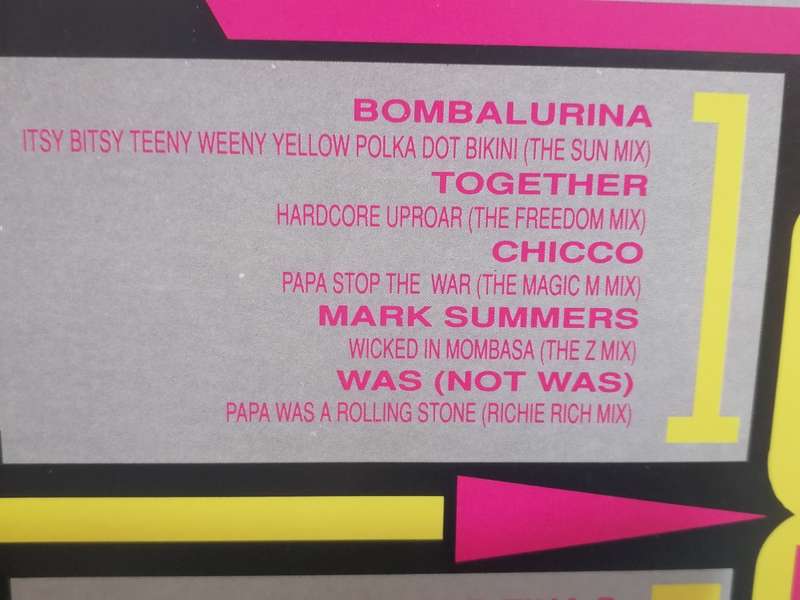 BOMBALURINA
ITSY BITSY TEENY WEENY YELLOW POLKA DOT BIKINI (THE SUN MIX)
TOGETHER
HARDCORE UPROAR (THE FREEDOM MIX)
CHICCO
PAPA STOP THE WAR (THE MAGIC M MIX)
MARK SUMMERS
WICKED IN MOMBASA (THE Z MIX)
WAS (NOT WAS)
PAPA WAS A ROLLING STONE (RICHIE RICH MIX)
1